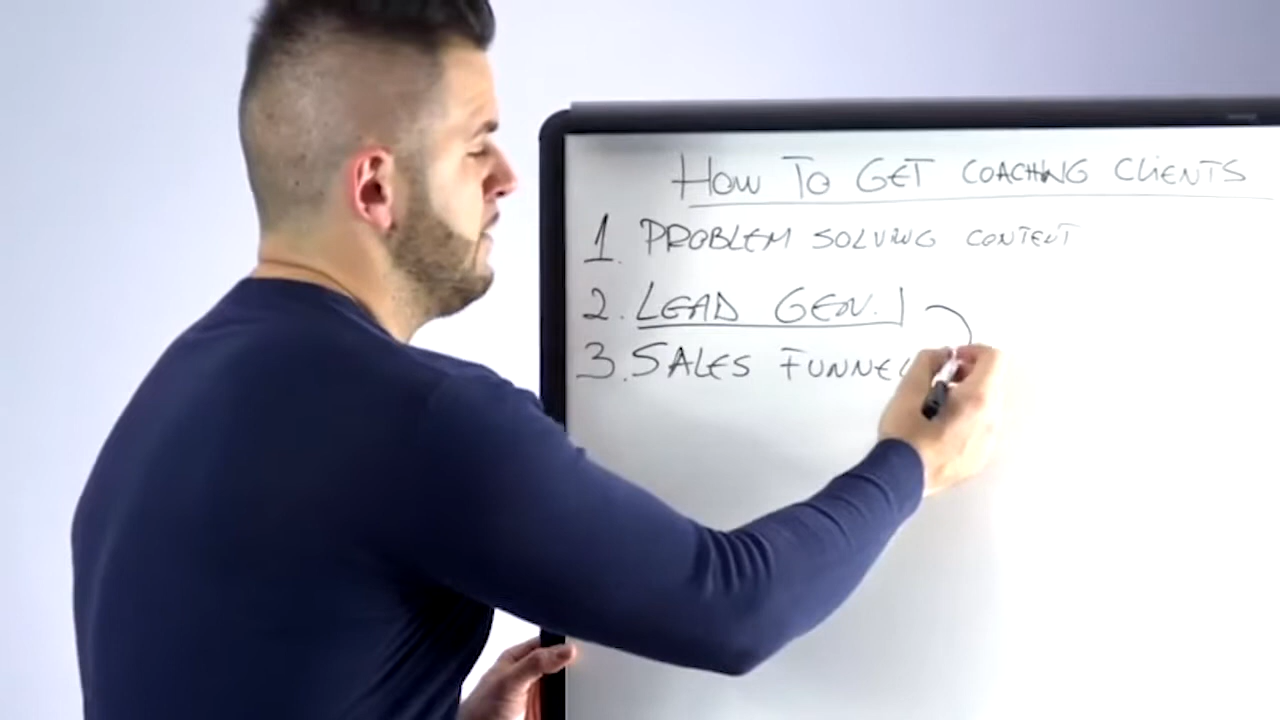 How To GET COACHING CLIENTS
1. PROBLEM SOLVING CONTENT
2. LEAD GEN.
3. SALES FUNNEL